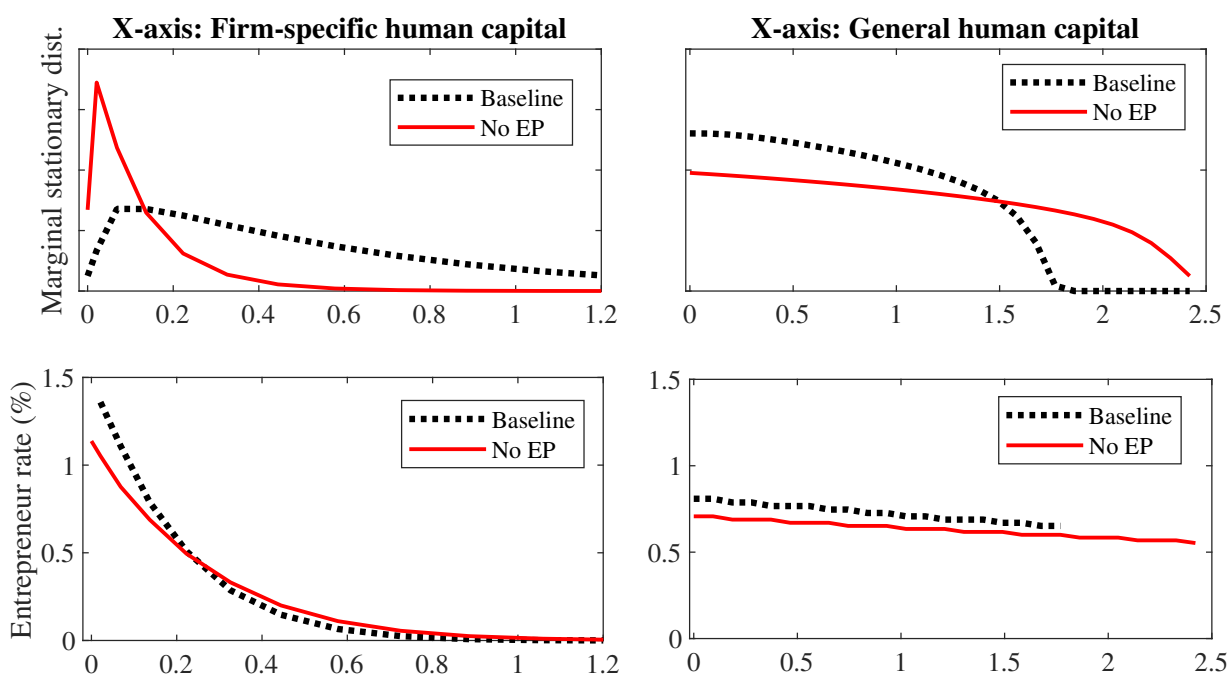 X-axis: Firm-specific human capital
X-axis: General human capital
Marginal stationary dist.
Baseline
No EP
0 0.2 0.4 0.6 0.8 1 1.2
Baseline
No EP
0 0.5 1 1.5 2 2.5
Entrepreneur rate (%)
1.5
1
0.5
0
Baseline
No EP
0 0.2 0.4 0.6 0.8 1 1.2
1.5
1
0.5
0
Baseline
No EP
0 0.5 1 1.5 2 2.5